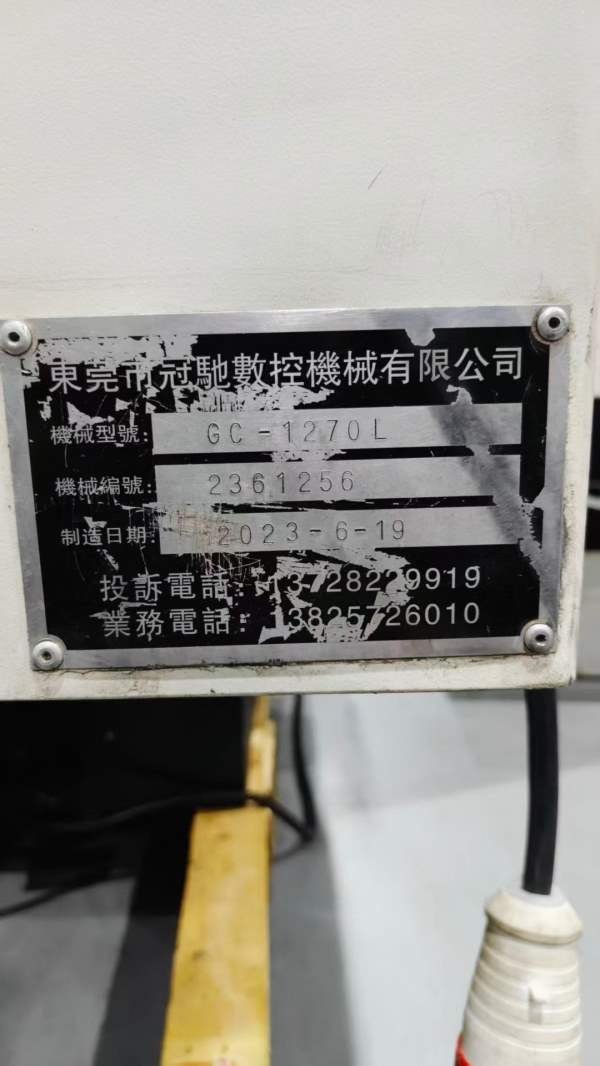 東莞市冠馳數控機械有限公司
機械型號: GC-1270L
機械編號: 2361256
制造日期: 2023-6-19
投訴電話: 13728229919
業務電話: 13825726010